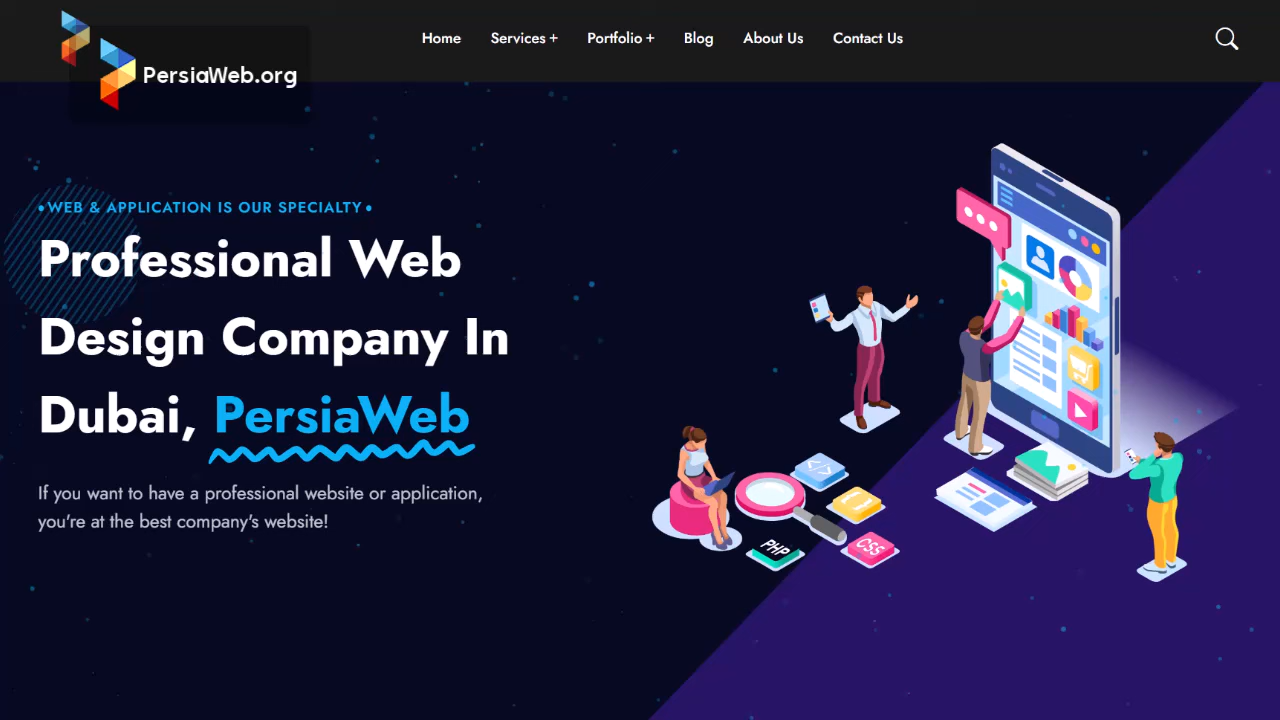 PersiaWeb.org
Home Services + Portfolio + Blog About Us Contact Us
•WEB & APPLICATION IS OUR SPECIALTY•
Professional Web
Design Company In
Dubai, PersiaWeb
If you want to have a professional website or application,
you're at the best company's website!
</>
PHP
CSS